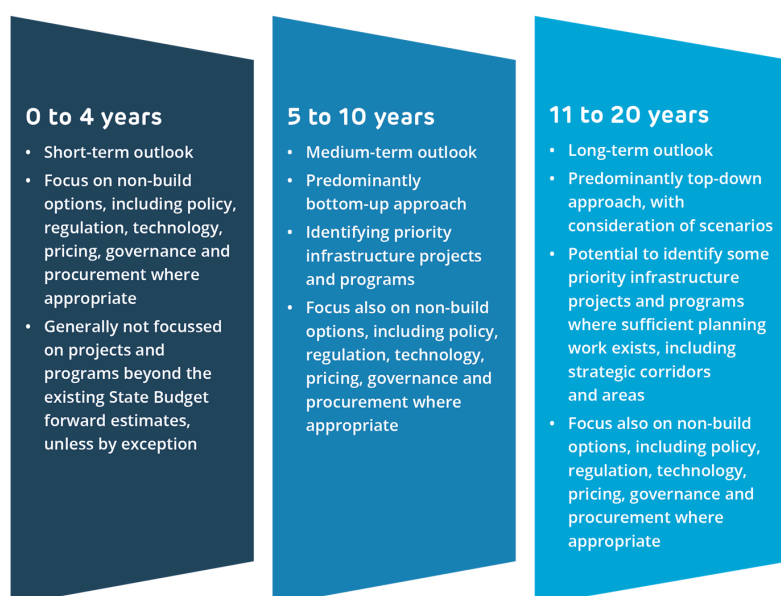 0 to 4 years
• Short-term outlook
• Focus on non-build
options, including policy,
regulation, technology,
pricing, governance and
procurement where
appropriate
• Generally not focussed
on projects and
programs beyond the
existing State Budget
forward estimates,
unless by exception
5 to 10 years
• Medium-term outlook
• Predominantly
bottom-up approach
• Identifying priority
infrastructure projects
and programs
• Focus also on non-build
options, including policy,
regulation, technology,
pricing, governance and
procurement where
appropriate
11 to 20 years
• Long-term outlook
• Predominantly top-down
approach, with
consideration of scenarios
• Potential to identify some
priority infrastructure
projects and programs
where sufficient planning
work exists, including
strategic corridors
and areas
• Focus also on non-build
options, including policy,
regulation, technology,
pricing, governance and
procurement where
appropriate